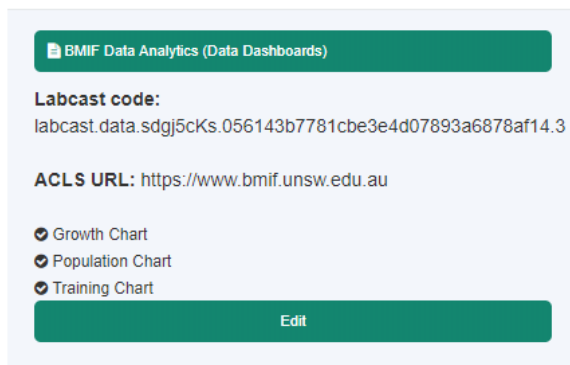 BMIF Data Analytics (Data Dashboards)
Labcast code:
labcast.data.sdgj5cKs.056143b7781cbe3e4d07893a6878af14.3
ACLS URL: https://www.bmif.unsw.edu.au
Growth Chart
Population Chart
Training Chart
Edit